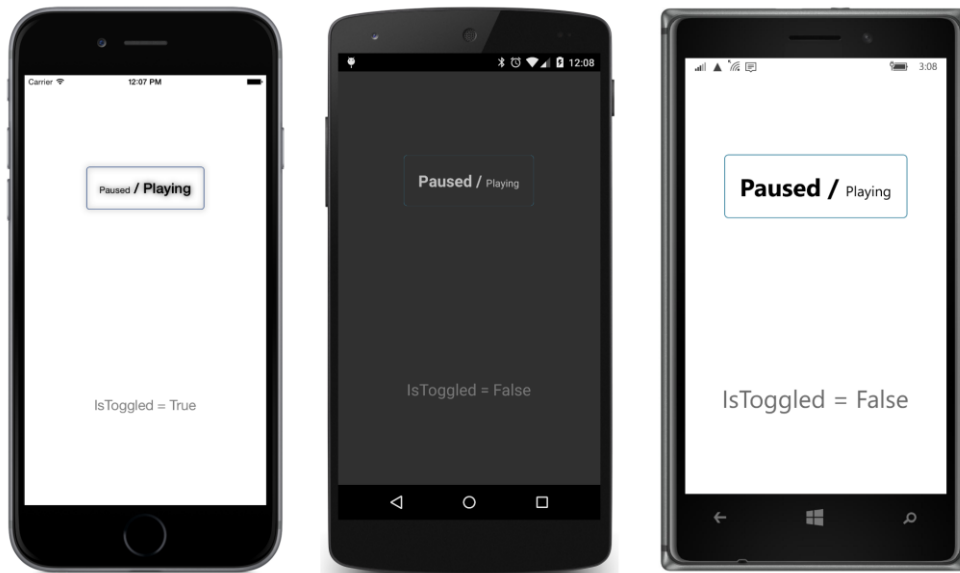 Carrier 12:07 PM
Paused / Playing
IsToggled = True
12:08
Paused / Playing
IsToggled = False
3:08
Paused / Playing
IsToggled = False